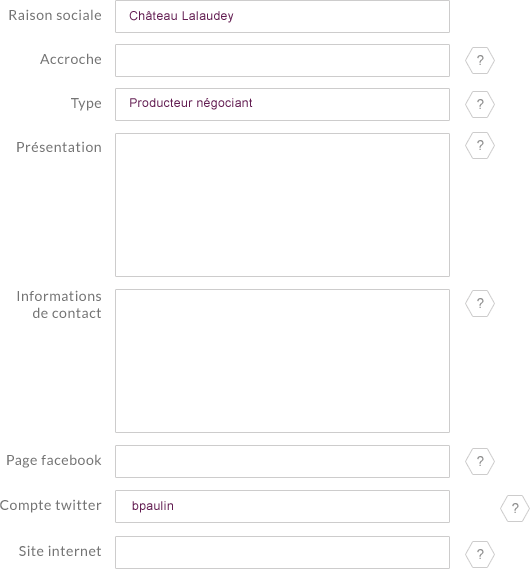 Raison sociale Château Lalaudey
Accroche ?
Type Producteur négociant ?
Présentation ?
Informations ?
de contact
Page facebook ?
Compte twitter bpaulin ?
Site internet ?